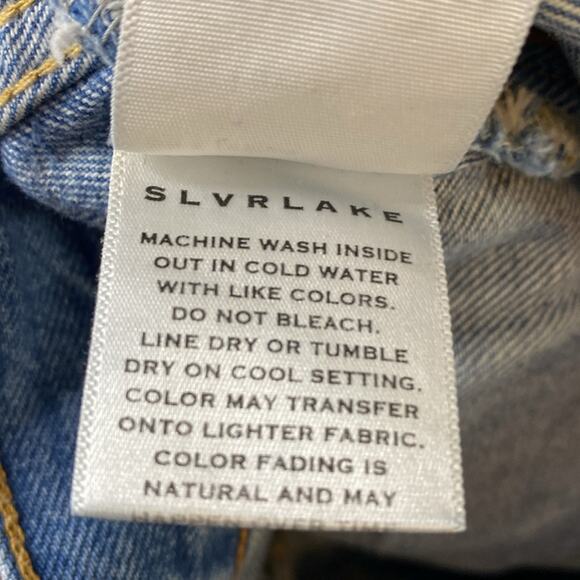 SLVRLAKE
MACHINE WASH INSIDE
OUT IN COLD WATER
WITH LIKE COLORS.
DO NOT BLEACH.
LINE DRY OR TUMBLE
DRY ON COOL SETTING.
COLOR MAY TRANSFER
ONTO LIGHTER FABRIC.
COLOR FADING IS
NATURAL AND MAY